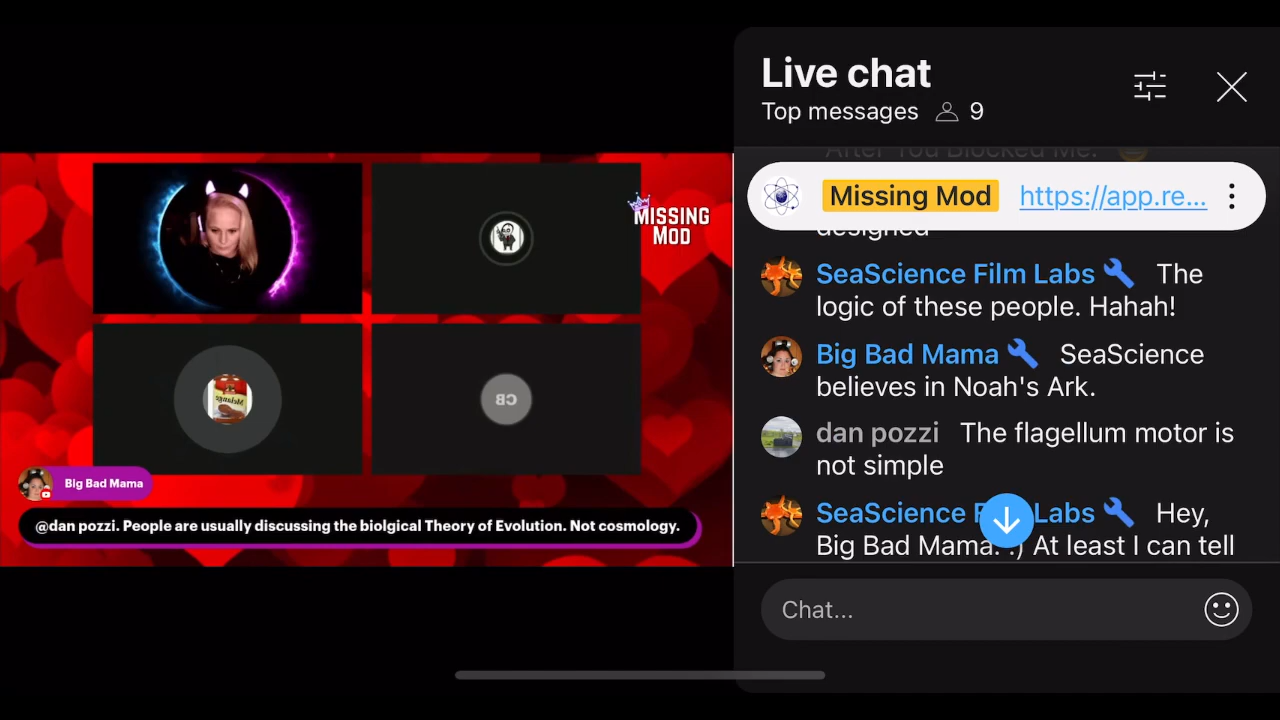 Live chat
Top messages 9
After You Blocked Me.
Missing Mod https://app.re...
designed
SeaScience Film Labs The
logic of these people. Hahah!
Big Bad Mama SeaScience
believes in Noah's Ark.
dan pozzi The flagellum motor is
not simple
SeaScience F Labs Hey,
Big Bad Mama. :) At least I can tell
Chat...
MISSING
MOD
CB
Big Bad Mama
@dan pozzi. People are usually discussing the biolgical Theory of Evolution. Not cosmology.